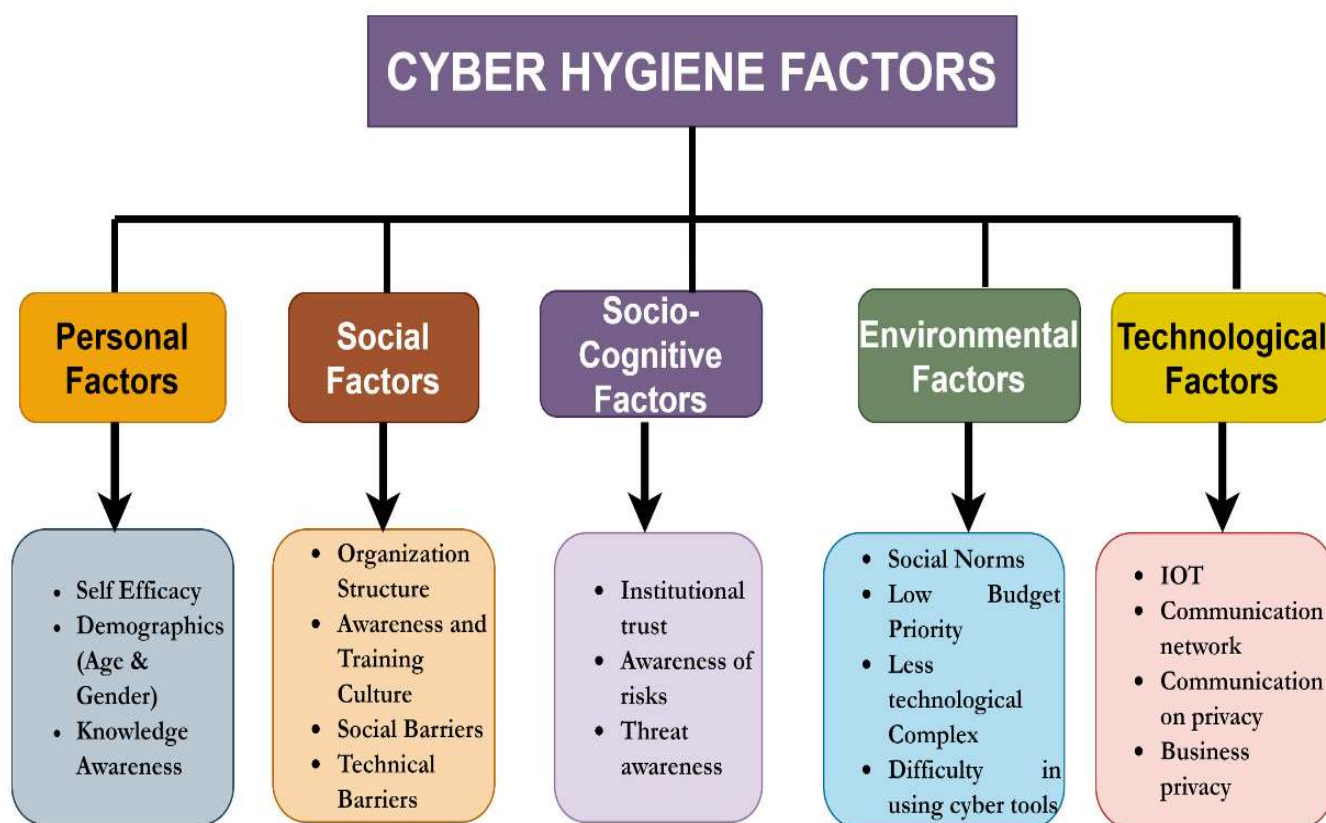 CYBER HYGIENE FACTORS
Personal
Factors
Social
Factors
Socio-
Cognitive
Factors
Environmental
Factors
Technological
Factors
• Self Efficacy
• Demographics
(Age &
Gender)
• Knowledge
Awareness
• Organization
Structure
• Awareness and
Training
Culture
• Social Barriers
• Technical
Barriers
• Institutional
trust
• Awareness of
risks
• Threat
awareness
• Social Norms
• Low Budget
Priority
• Less
technological
Complex
• Difficulty in
using cyber tools
• IOT
• Communication
network
• Communication
on privacy
• Business
privacy